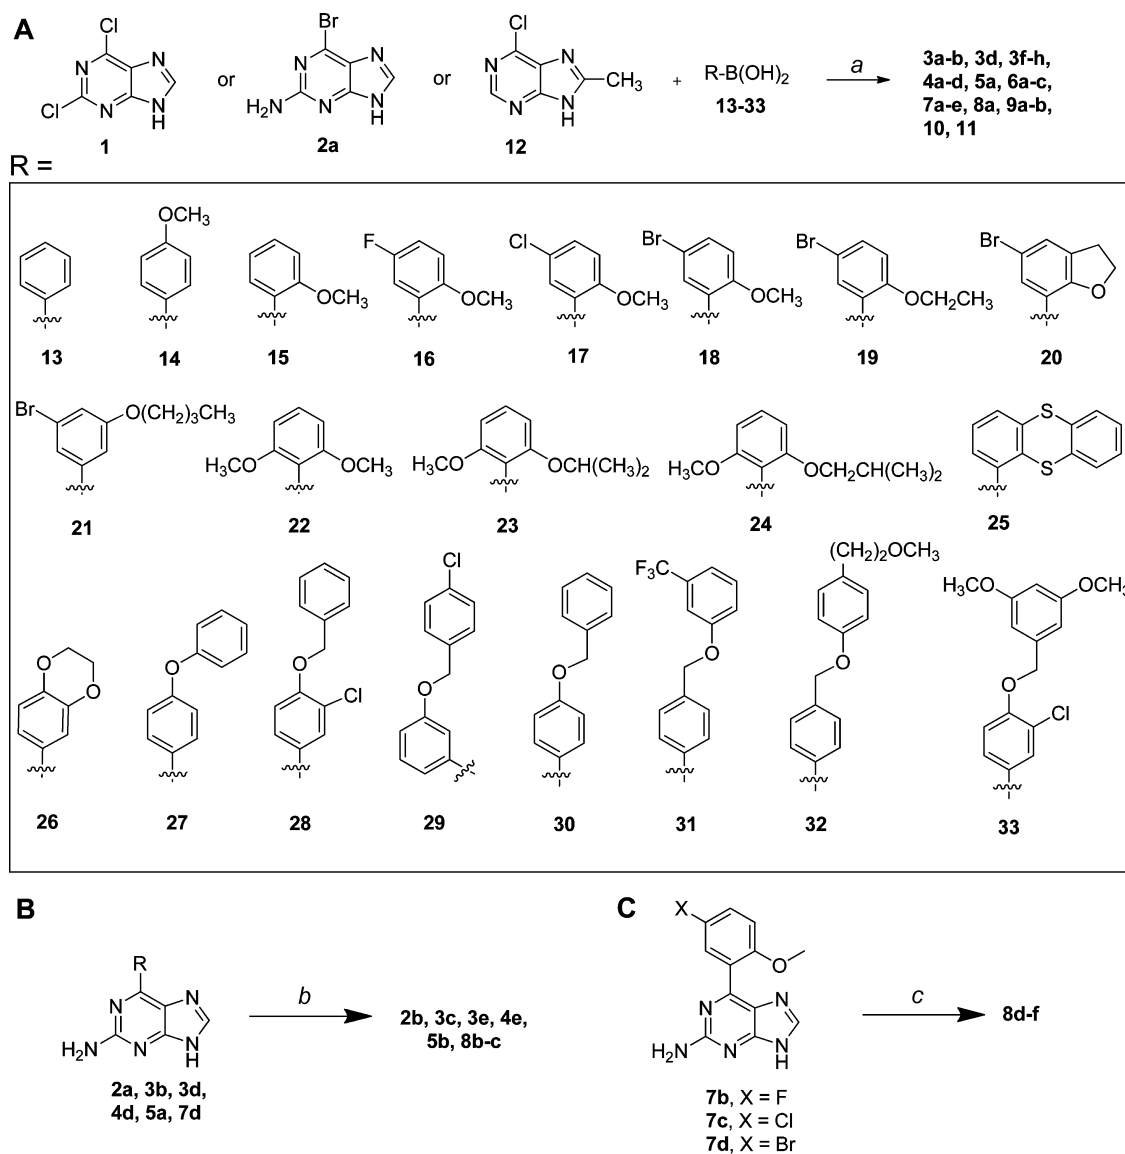 A
Cl
N
N
N
N
H
Cl
1
or
Br
N
N
N
N
H
H₂N
2a
or
Cl
N
N
N
N
H
CH₃
12
+
R-B(OH)₂
13-33
a
3a-b, 3d, 3f-h,
4a-d, 5a, 6a-c,
7a-e, 8a, 9a-b,
10, 11
R =
OCH₃
OCH₃
F
OCH₃
Cl
OCH₃
Br
OCH₃
Br
OCH₂CH₃
Br
O
13 14 15 16 17 18 19 20
Br
O(CH₂)₃CH₃
H₃CO
OCH₃
H₃CO
OCH(CH₃)₂
H₃CO
OCH₂CH(CH₃)₂
S
S
21 22 23 24 25
O
O
O
O
Cl
Cl
O
O
F₃C
O
(CH₂)₂OCH₃
O
H₃CO
OCH₃
O
Cl
26 27 28 29 30 31 32 33
B
R
N
N
N
N
H
H₂N
2a, 3b, 3d,
4d, 5a, 7d
b
2b, 3c, 3e, 4e,
5b, 8b-c
C
X
O
N
N
N
N
H
H₂N
7b, X = F
7c, X = Cl
7d, X = Br
c
8d-f